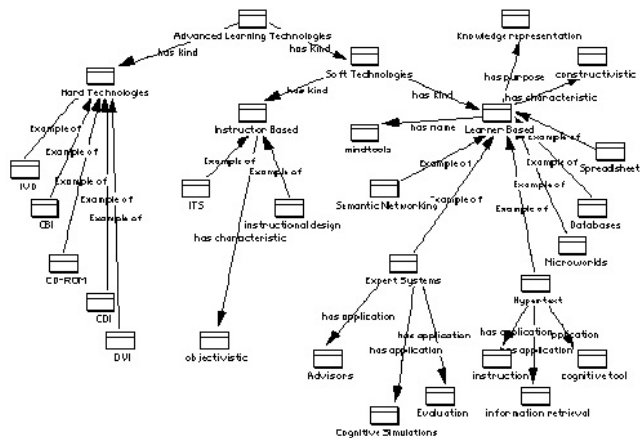 Advanced Learning Technologies
Knowledge representation
has kind
has kind
Hard Technologies
Soft Technologies
has purpose
constructivistic
has kind
has kind
has characteristic
Instructor Based
Learner Based
has name
mindtools
Example of
Example of
Example of
Example of
Example of
IVD
CBI
CD-ROM
CDI
DVI
Example of
Example of
ITS
instructional design
has characteristic
objectivistic
Example of
Example of
Example of
Example of
Example of
Example of
Spreadsheet
Semantic Networking
Databases
Microworlds
Expert Systems
Hypertext
has application
has application
has application
has application
has application
application
Advisors
Cognitive Simulations
Evaluation
instruction
information retrieval
cognitive tool